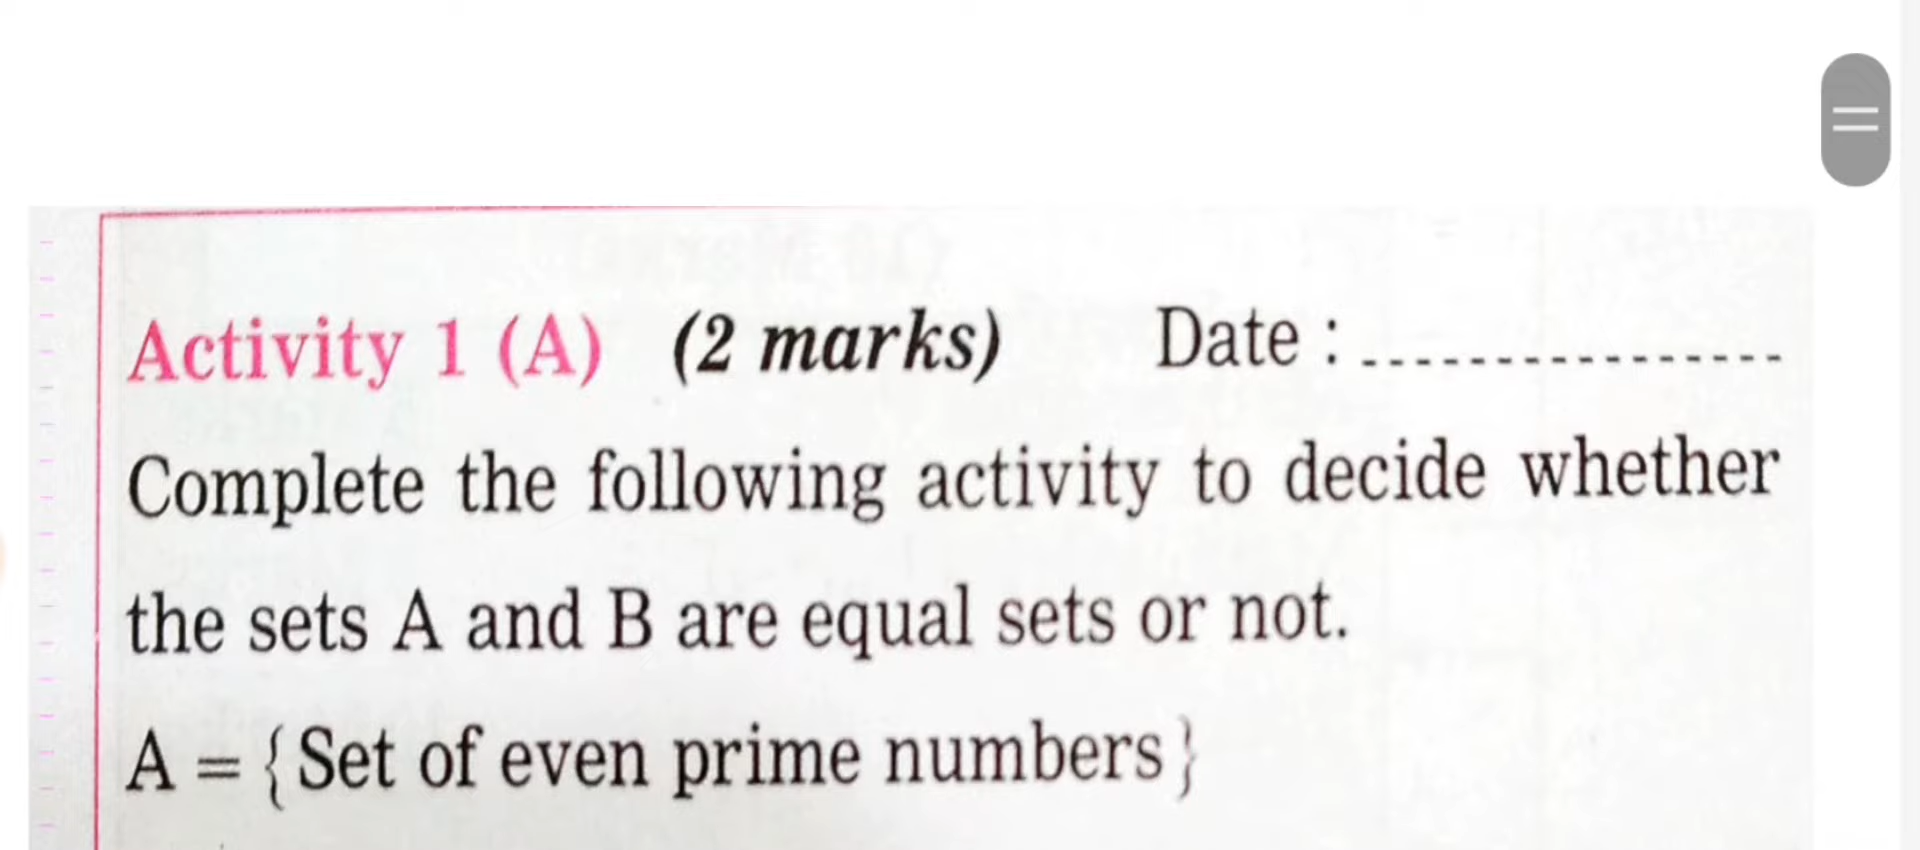 Activity 1 (A) (2 marks) Date : ................
Complete the following activity to decide whether
the sets A and B are equal sets or not.
A = {Set of even prime numbers}